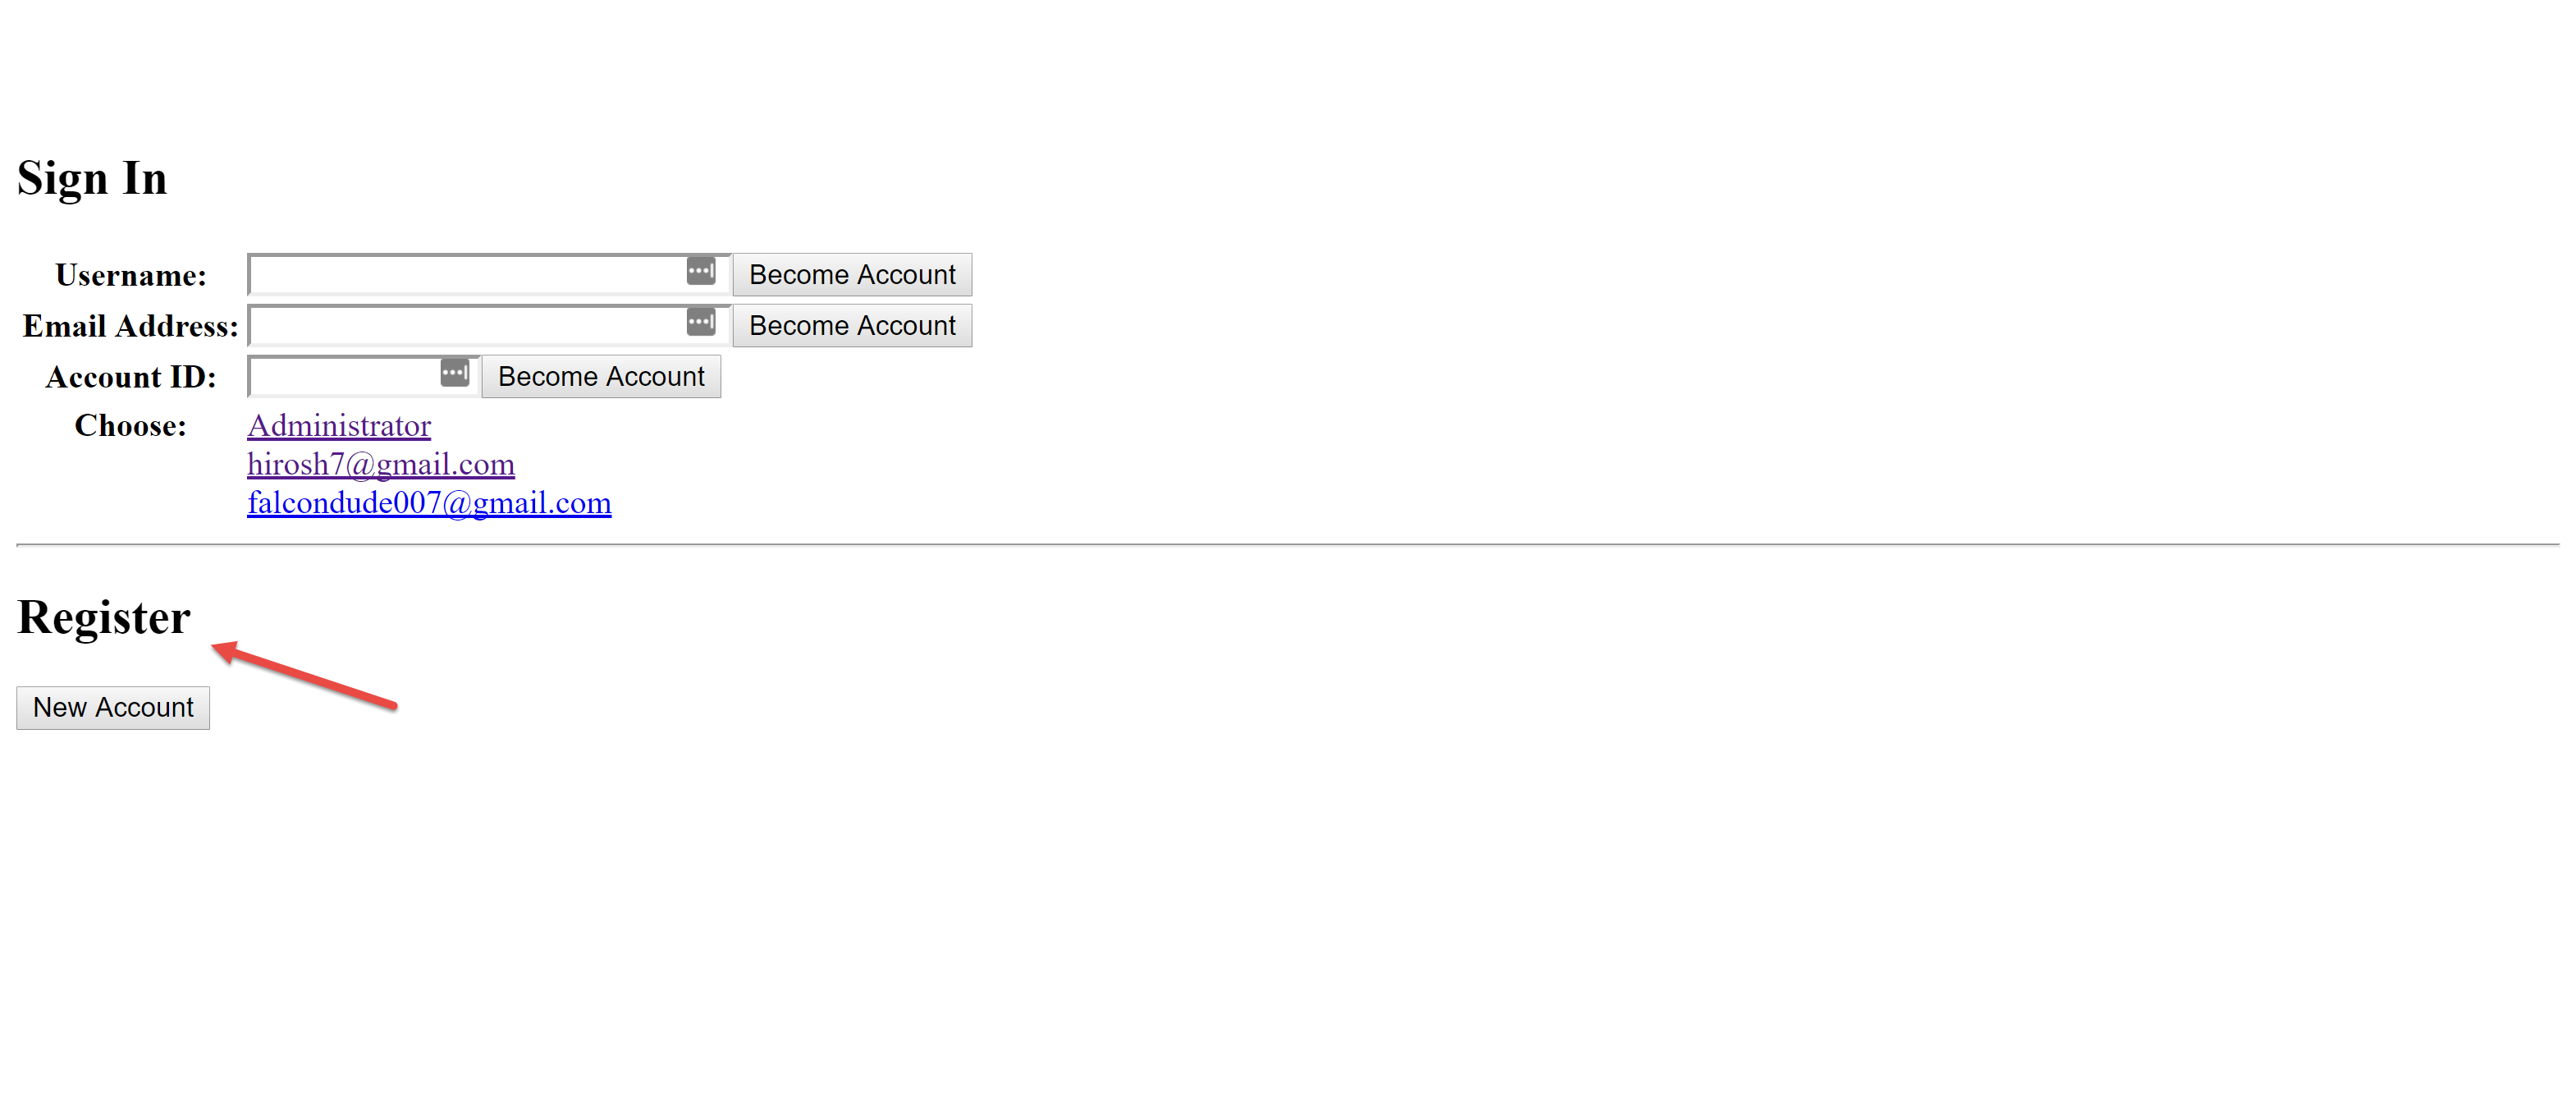 Sign In
Username: Become Account
Email Address: Become Account
Account ID: Become Account
Choose: Administrator
hirosh7@gmail.com
falcondude007@gmail.com
Register
New Account